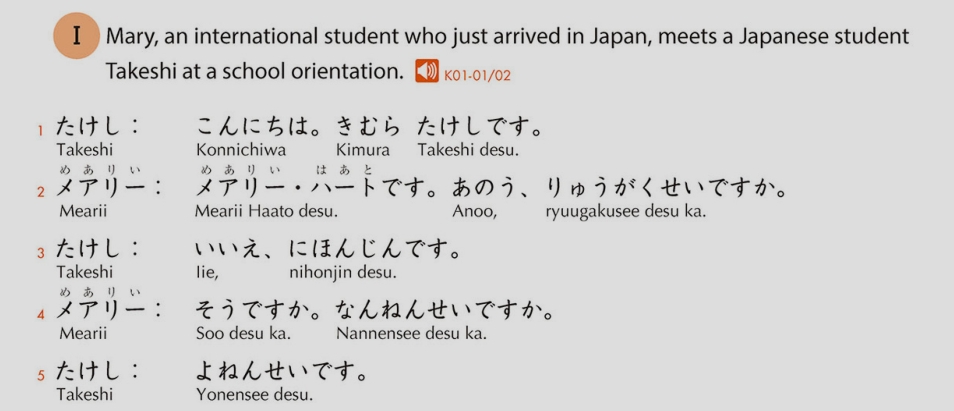 I Mary, an international student who just arrived in Japan, meets a Japanese student
Takeshi at a school orientation. K01-01/02
1 たけし： こんにちは。きむら たけしです。
Takeshi Konnichiwa Kimura Takeshi desu.
めありい めありい はあと
2 メアリー： メアリー・ハートです。あのう、りゅうがくせいですか。
Mearii Mearii Haato desu. Anoo, ryuugakusee desu ka.
3 たけし： いいえ、にほんじんです。
Takeshi Iie, nihonjin desu.
めありい
4 メアリー： そうですか。なんねんせいですか。
Mearii Soo desu ka. Nannensee desu ka.
5 たけし： よねんせいです。
Takeshi Yonensee desu.